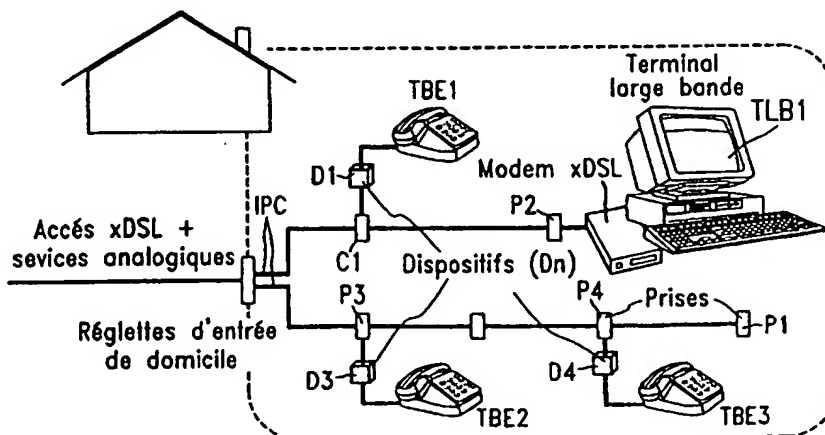 TBE1
Terminal
large bande
TLB1
D1
Modem xDSL
P2
IPC
Accés xDSL +
sevices analogiques
C1
Dispositifs (Dn)
P3
P4
Prises
P1
Réglettes d'entrée
de domicile
D3
D4
TBE2
TBE3